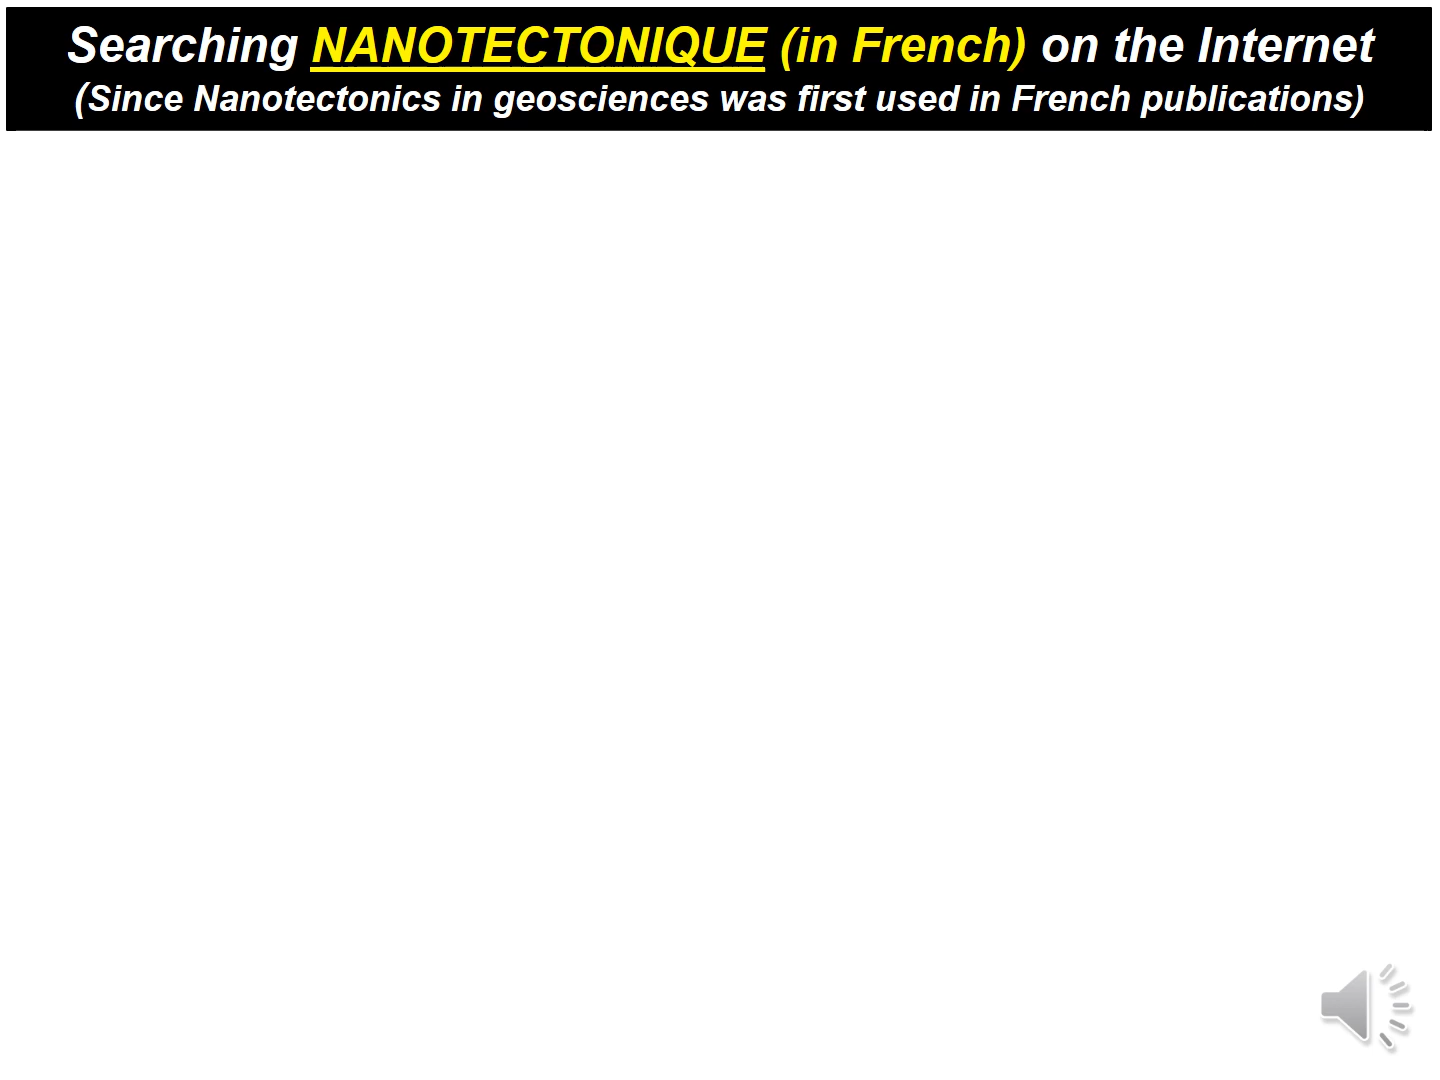 Searching NANOTECTONIQUE (in French) on the Internet
(Since Nanotectonics in geosciences was first used in French publications)